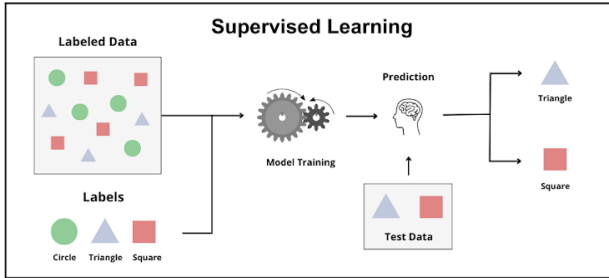 Supervised Learning
Labeled Data
Prediction
Triangle
Model Training
Square
Labels
Circle Triangle Square
Test Data